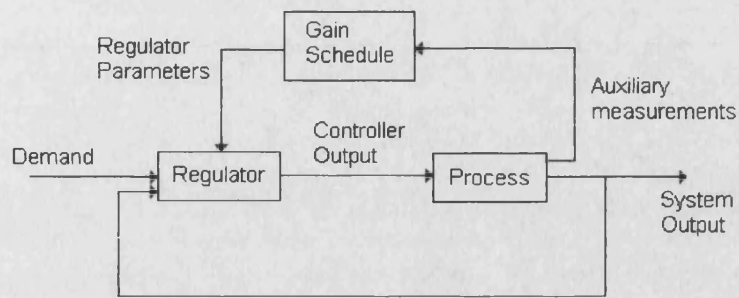 Gain
Schedule
Regulator
Parameters
Auxiliary
measurements
Controller
Output
Demand
Regulator
Process
System
Output